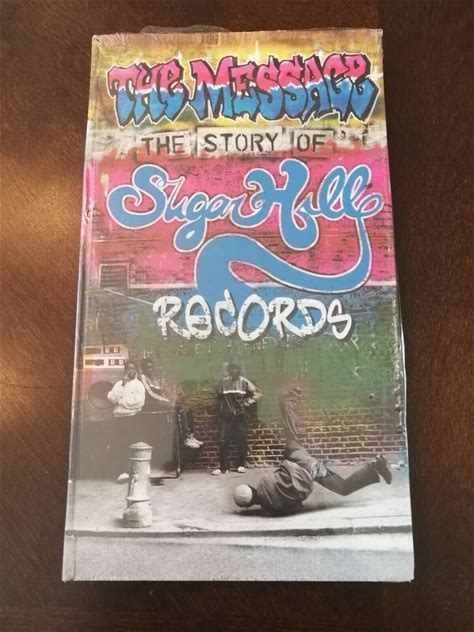 THE MESSAGE
THE STORY OF
Sugar Hill
RECORDS